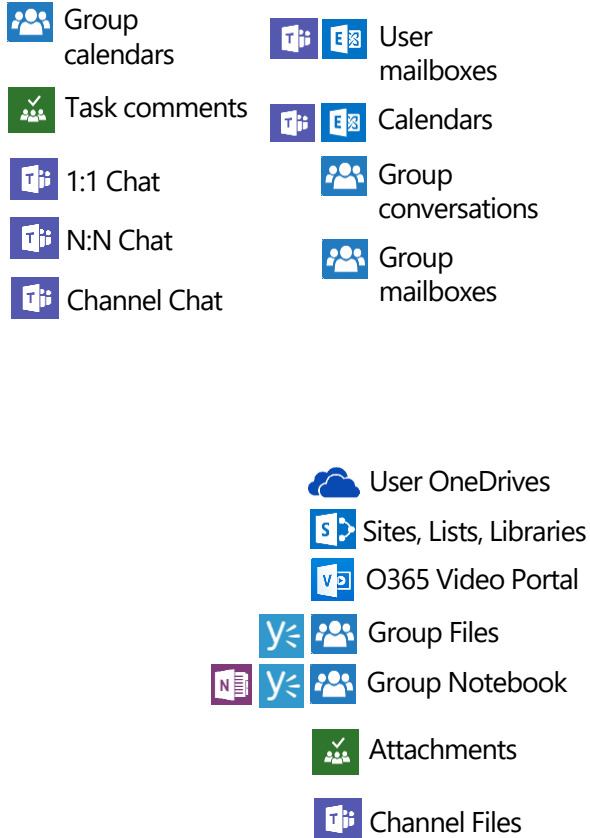 Group
calendars
Task comments
1:1 Chat
N:N Chat
Channel Chat
User
mailboxes
Calendars
Group
conversations
Group
mailboxes
User OneDrives
Sites, Lists, Libraries
O365 Video Portal
Group Files
Group Notebook
Attachments
Channel Files